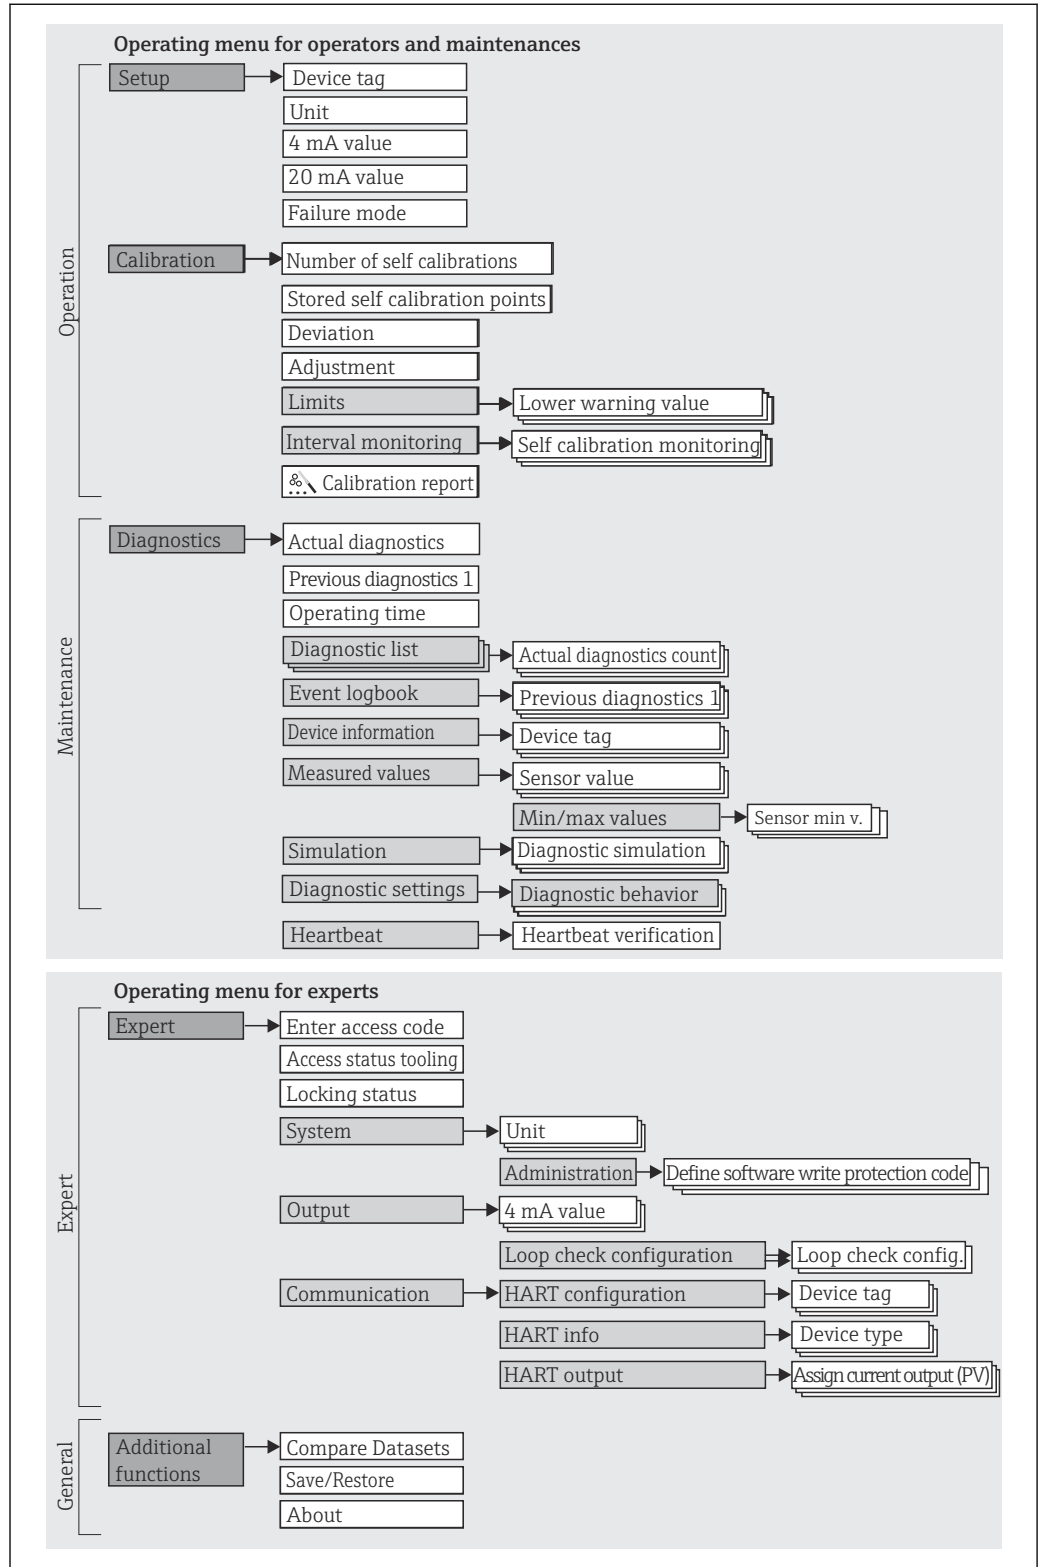 Operating menu for operators and maintenances
Operation
Setup
Device tag
Unit
4 mA value
20 mA value
Failure mode
Calibration
Number of self calibrations
Stored self calibration points
Deviation
Adjustment
Limits
Lower warning value
Interval monitoring
Self calibration monitoring
Calibration report
Maintenance
Diagnostics
Actual diagnostics
Previous diagnostics 1
Operating time
Diagnostic list
Actual diagnostics count
Event logbook
Previous diagnostics 1
Device information
Device tag
Measured values
Sensor value
Min/max values
Sensor min v.
Simulation
Diagnostic simulation
Diagnostic settings
Diagnostic behavior
Heartbeat
Heartbeat verification
Operating menu for experts
Expert
Expert
Enter access code
Access status tooling
Locking status
System
Unit
Administration
Define software write protection code
Output
4 mA value
Loop check configuration
Loop check config.
Communication
HART configuration
Device tag
HART info
Device type
HART output
Assign current output (PV)
General
Additional
functions
Compare Datasets
Save/Restore
About